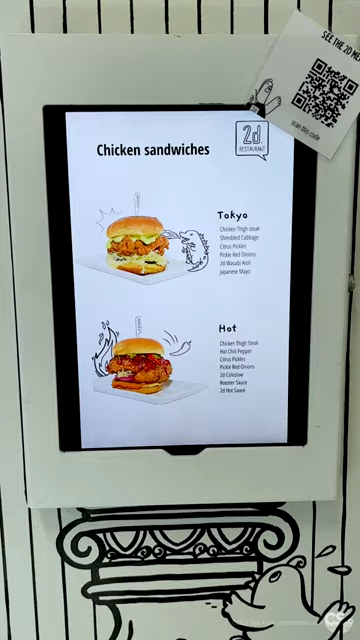 SEE THE 2D ME
scan this code
2d.
RESTAURANT
Chicken sandwiches
Tokyo
Chicken Thigh steak
Shredded Cabbage
Citrus Pickles
Pickle Red Onions
2d Wasabi Aioli
Japanese Mayo
Hot
Chicken Thigh Steak
Hot Chili Pepper
Citrus Pickles
Pickle Red Onions
2d Coleslaw
Rooster Sauce
2d Hot Sauce